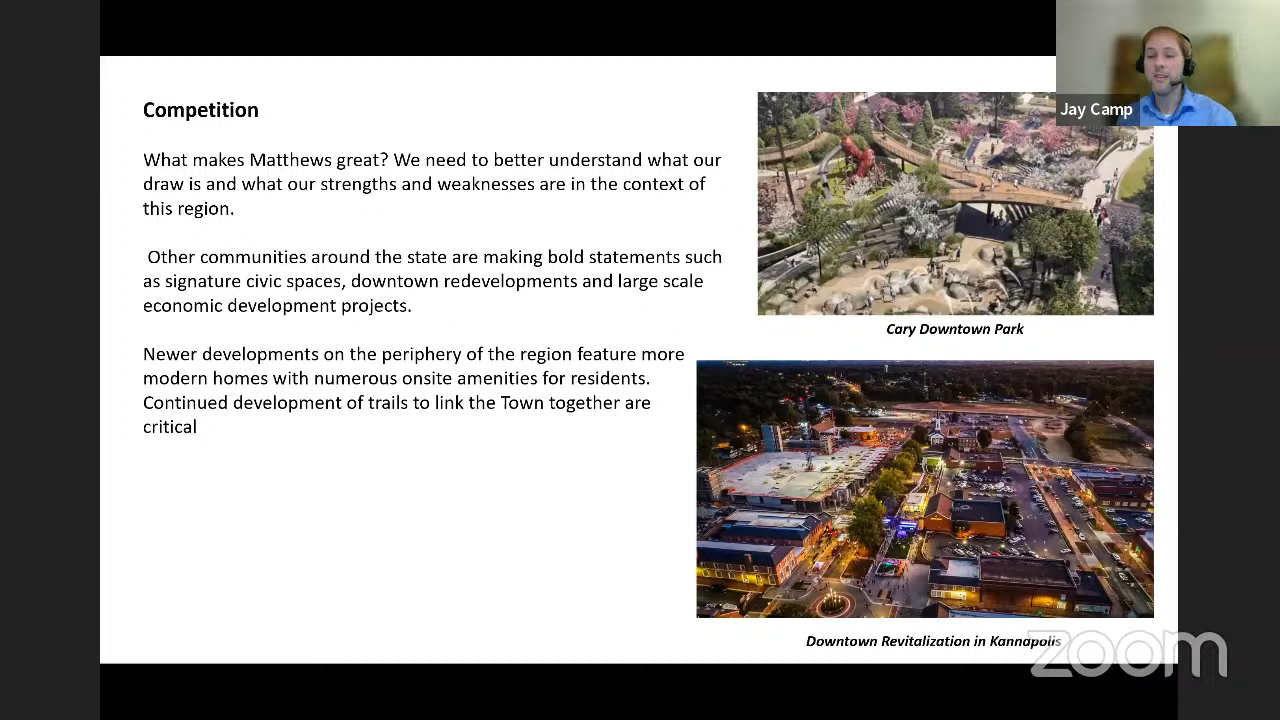 Competition
What makes Matthews great? We need to better understand what our
draw is and what our strengths and weaknesses are in the context of
this region.
Other communities around the state are making bold statements such
as signature civic spaces, downtown redevelopments and large scale
economic development projects.
Newer developments on the periphery of the region feature more
modern homes with numerous onsite amenities for residents.
Continued development of trails to link the Town together are
critical
Jay Camp
Cary Downtown Park
Downtown Revitalization in Kannapolis
zoom